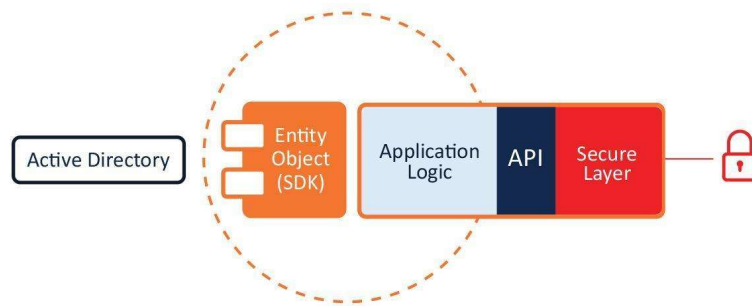 Active Directory
Entity
Object
(SDK)
Application
Logic
API
Secure
Layer